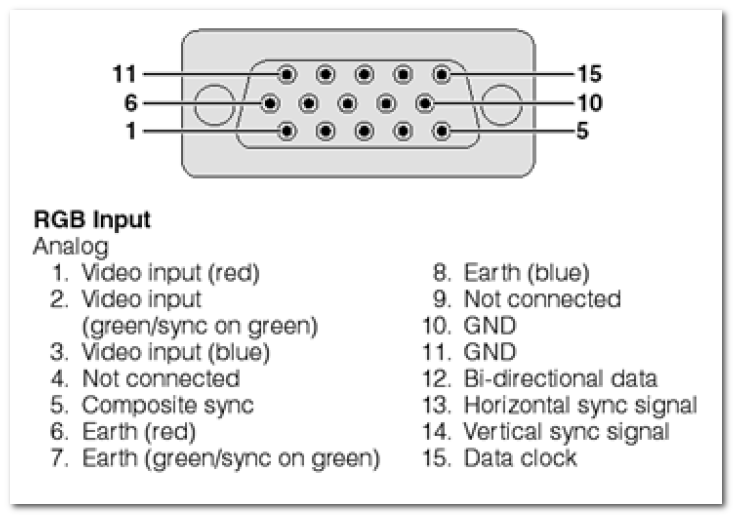 11
15
6
10
1
5
RGB Input
Analog
1. Video input (red)
2. Video input
(green/sync on green)
3. Video input (blue)
4. Not connected
5. Composite sync
6. Earth (red)
7. Earth (green/sync on green)
8. Earth (blue)
9. Not connected
10. GND
11. GND
12. Bi-directional data
13. Horizontal sync signal
14. Vertical sync signal
15. Data clock